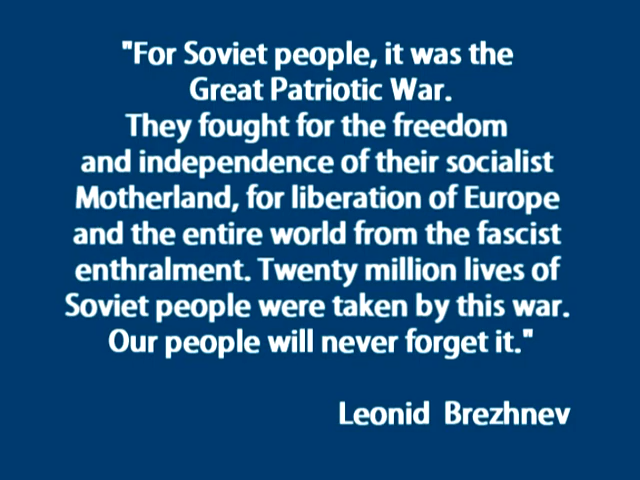 "For Soviet people, it was the
Great Patriotic War.
They fought for the freedom
and independence of their socialist
Motherland, for liberation of Europe
and the entire world from the fascist
enthralment. Twenty million lives of
Soviet people were taken by this war.
Our people will never forget it."
Leonid Brezhnev